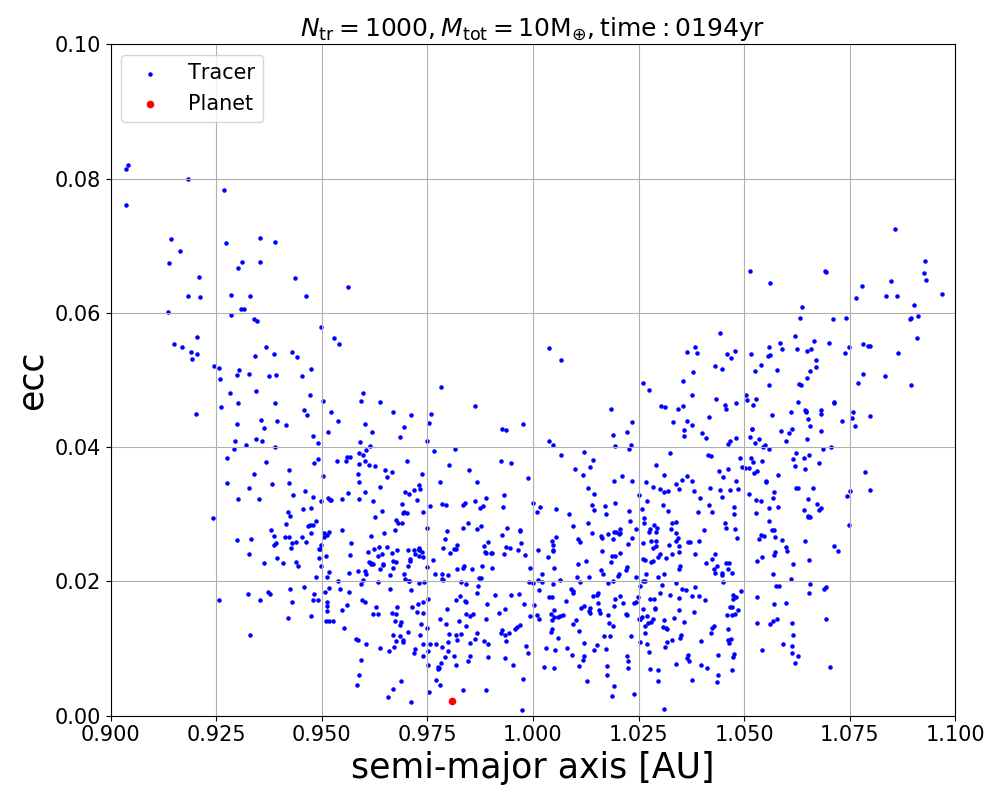 N_tr = 1000, M_tot = 10M_⊕, time : 0194yr
Tracer
Planet
0.10
0.08
0.06
0.04
0.02
0.00
ecc
0.900 0.925 0.950 0.975 1.000 1.025 1.050 1.075 1.100
semi-major axis [AU]